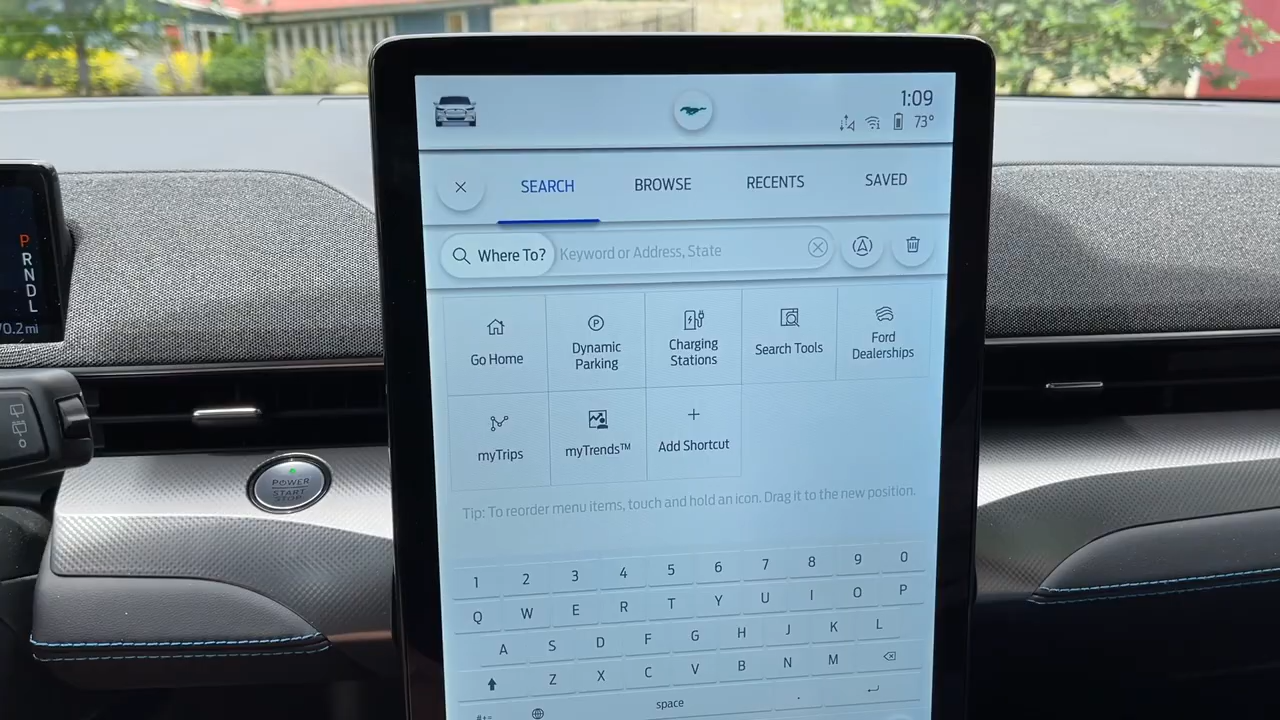 1:09
73°
SEARCH BROWSE RECENTS SAVED
Where To? Keyword or Address, State
Go Home
Dynamic
Parking
Charging
Stations
Search Tools
Ford
Dealerships
myTrips
myTrends™
Add Shortcut
Tip: To reorder menu items, touch and hold an icon. Drag it to the new position.
1 2 3 4 5 6 7 8 9 0
Q W E R T Y U I O P
A S D F G H J K L
Z X C V B N M
space .
P
R
N
D
L
0.2 mi
POWER
START
STOP